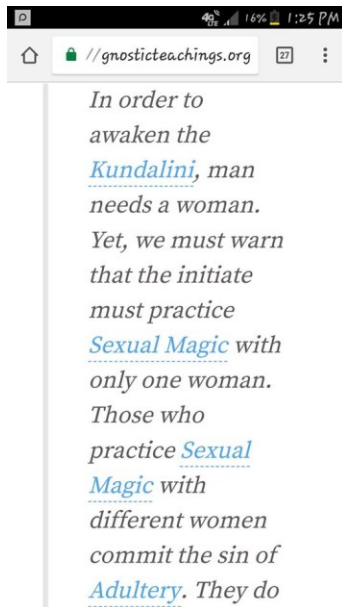 16% 1:25 PM
//gnosticteachings.org 27
In order to
awaken the
Kundalini, man
needs a woman.
Yet, we must warn
that the initiate
must practice
Sexual Magic with
only one woman.
Those who
practice Sexual
Magic with
different women
commit the sin of
Adultery. They do